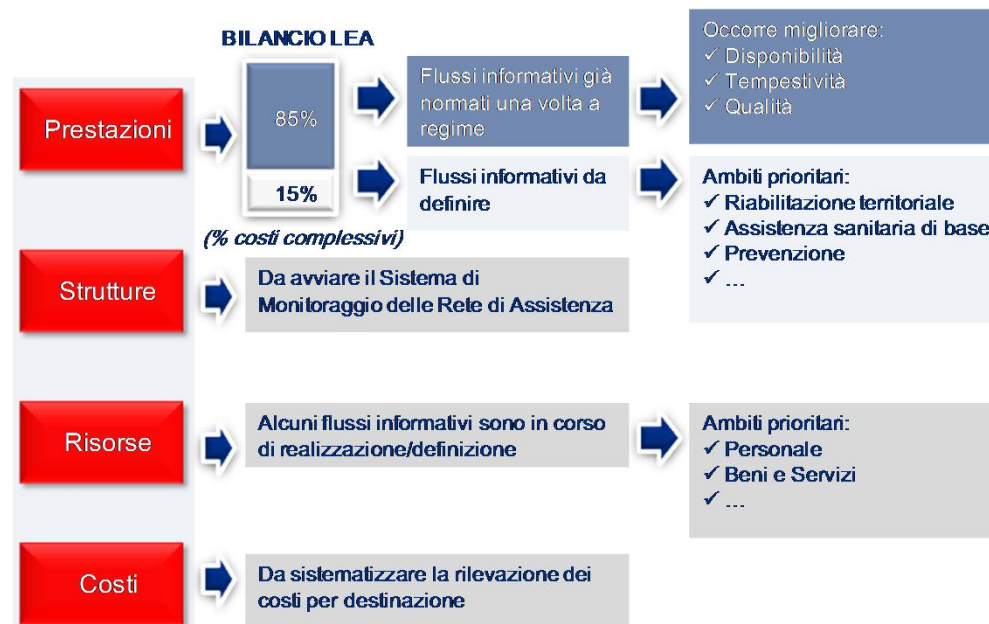 BILANCIO LEA
Prestazioni
85%
15%
(% costi complessivi)
Flussi informativi già
normati una volta a
regime
Occorre migliorare:
✓ Disponibilità
✓ Tempestività
✓ Qualità
Flussi informativi da
definire
Ambiti prioritari:
✓ Riabilitazione territoriale
✓ Assistenza sanitaria di base
✓ Prevenzione
✓ ...
Strutture
Da avviare il Sistema di
Monitoraggio delle Rete di Assistenza
Risorse
Alcuni flussi informativi sono in corso
di realizzazione/definizione
Ambiti prioritari:
✓ Personale
✓ Beni e Servizi
✓ ...
Costi
Da sistematizzare la rilevazione dei
costi per destinazione